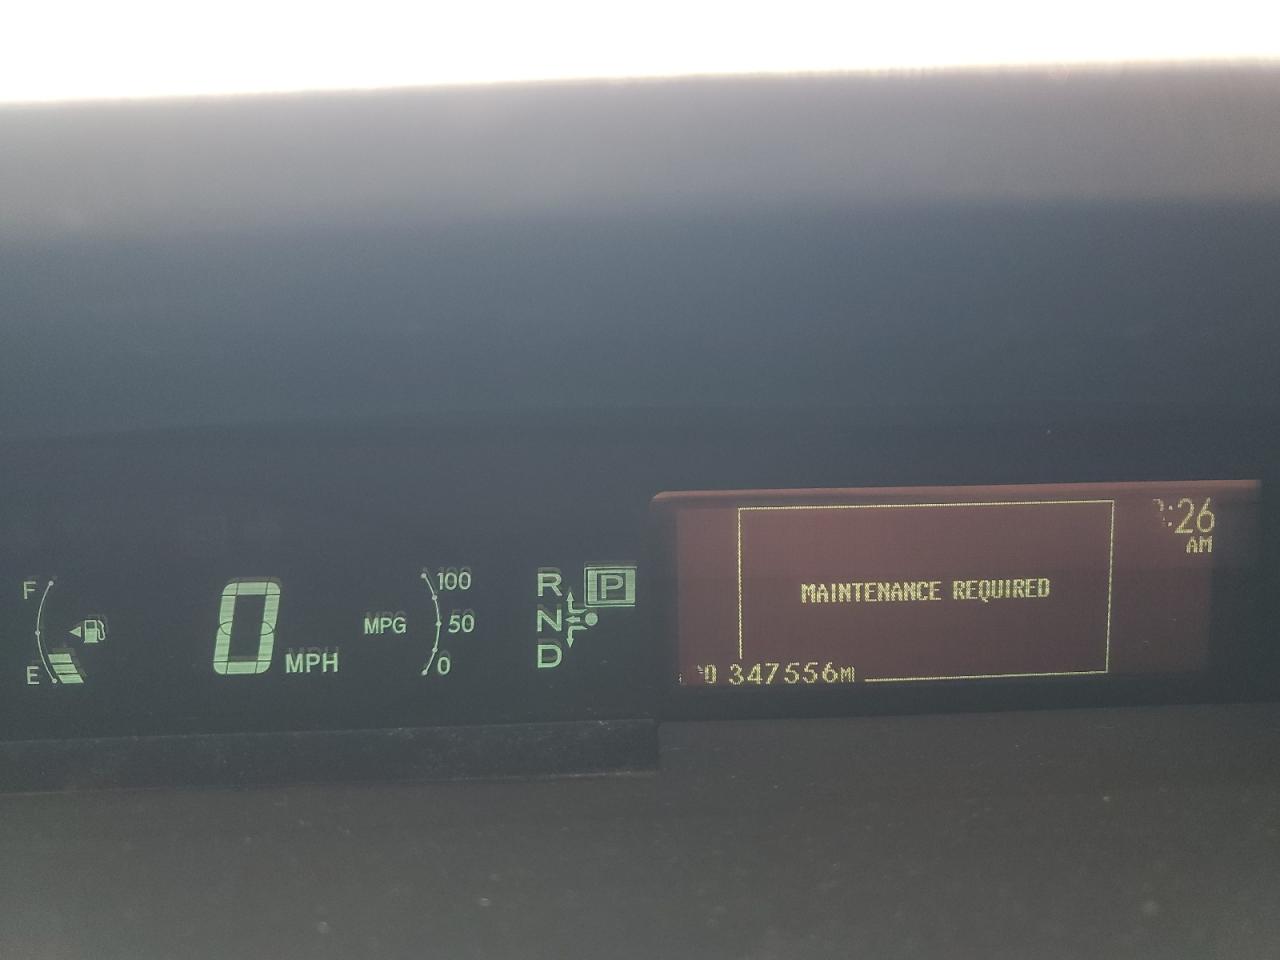 F
E
0 MPH
MPG
100
50
0
R
N
D
P
MAINTENANCE REQUIRED
:26
AM
347556MI